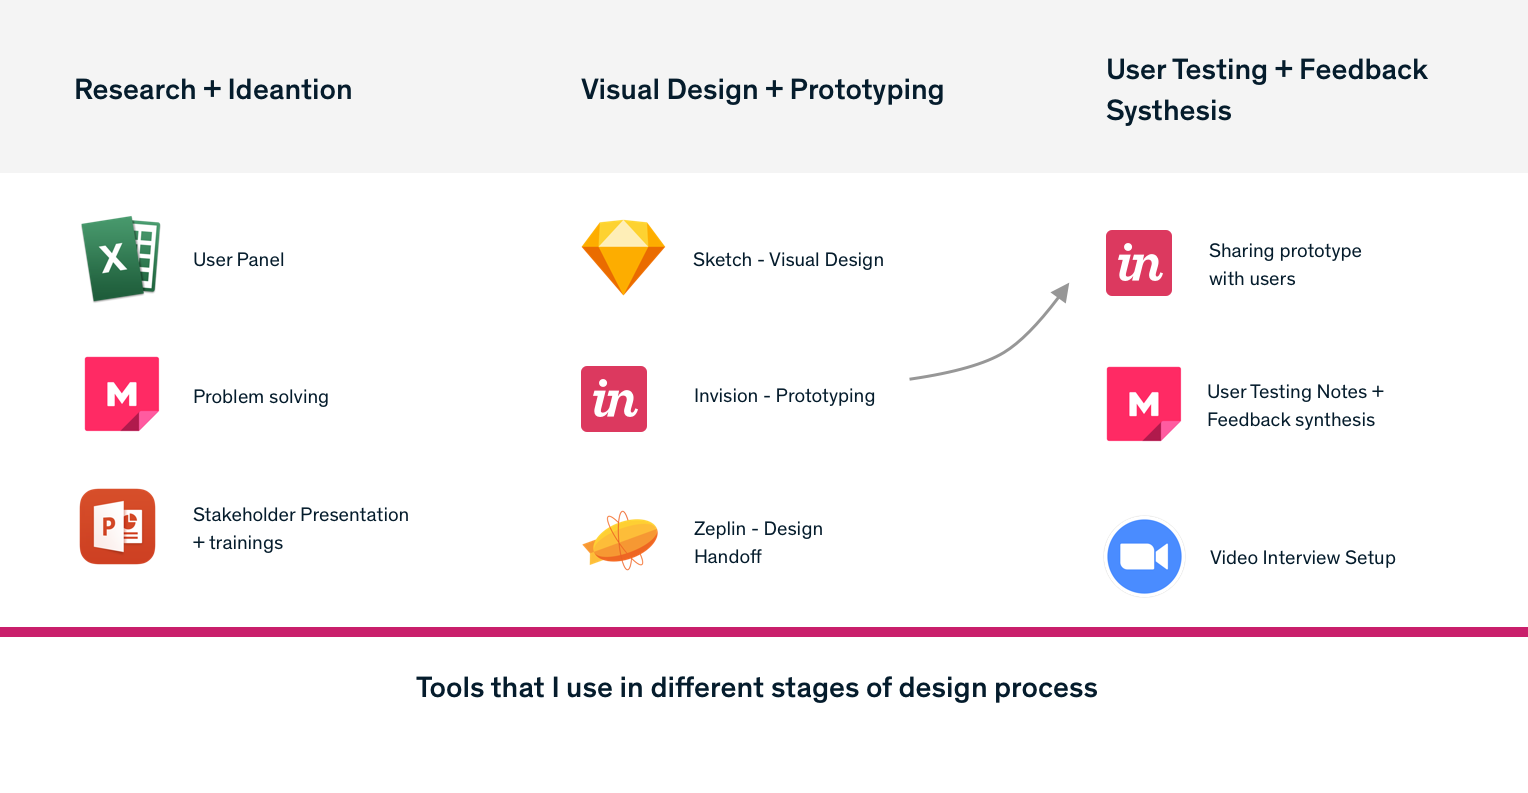 Research + Ideantion
Visual Design + Prototyping
User Testing + Feedback
Systhesis
X
User Panel
M
Problem solving
P
Stakeholder Presentation
+ trainings
Sketch - Visual Design
in
Invision - Prototyping
Zeplin - Design
Handoff
in
Sharing prototype
with users
M
User Testing Notes +
Feedback synthesis
Video Interview Setup
Tools that I use in different stages of design process